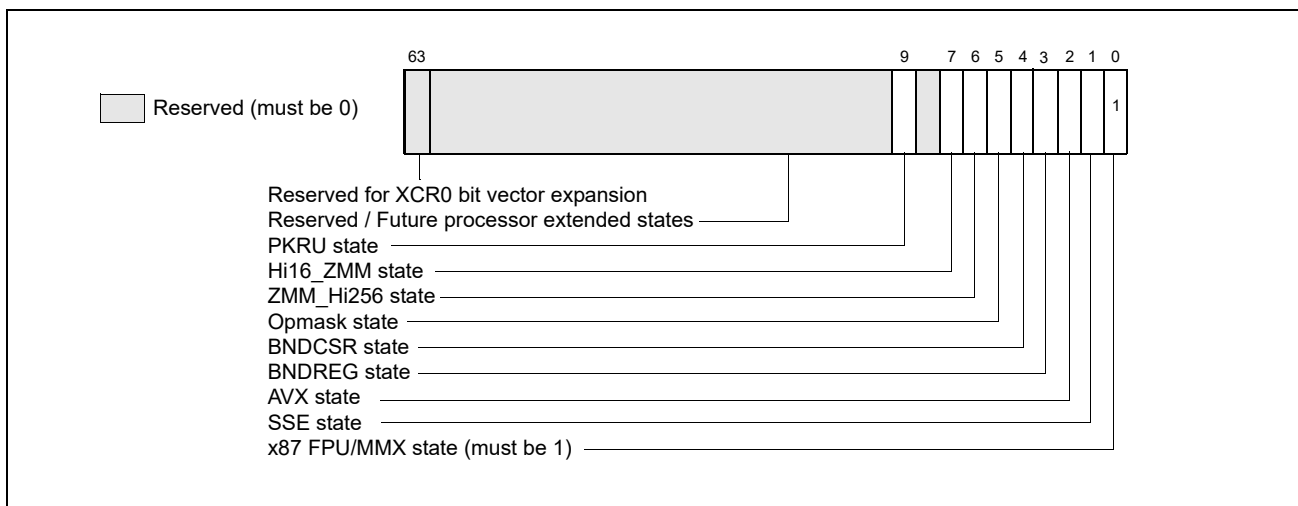 63 9 7 6 5 4 3 2 1 0
Reserved (must be 0)
1
Reserved for XCR0 bit vector expansion
Reserved / Future processor extended states
PKRU state
Hi16_ZMM state
ZMM_Hi256 state
Opmask state
BNDCSR state
BNDREG state
AVX state
SSE state
x87 FPU/MMX state (must be 1)